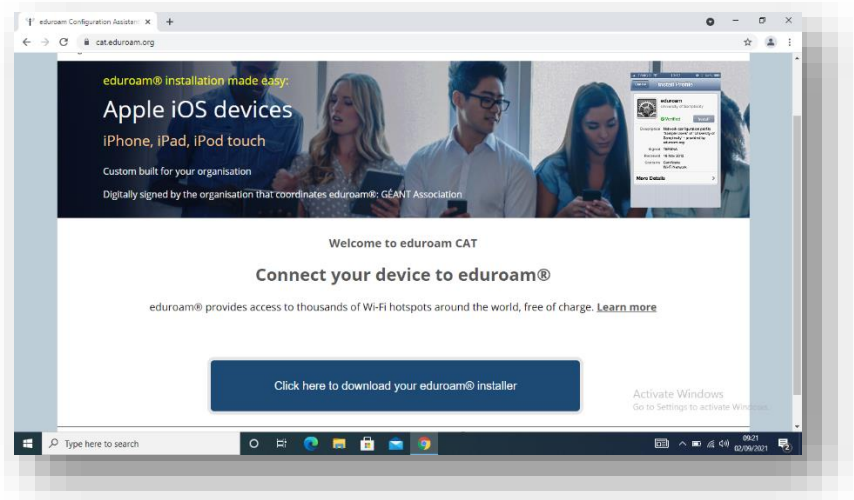 eduroam Configuration Assistant
cat.eduroam.org
eduroam® installation made easy:
Apple iOS devices
iPhone, iPad, iPod touch
Custom built for your organisation
Digitally signed by the organisation that coordinates eduroam®: GÉANT Association
eduroam
Verified
More Details
Welcome to eduroam CAT
Connect your device to eduroam®
eduroam® provides access to thousands of Wi-Fi hotspots around the world, free of charge. Learn more
Click here to download your eduroam® installer
Activate Windows
Go to Settings to activate Windows.
Type here to search
09:21
02/09/2021